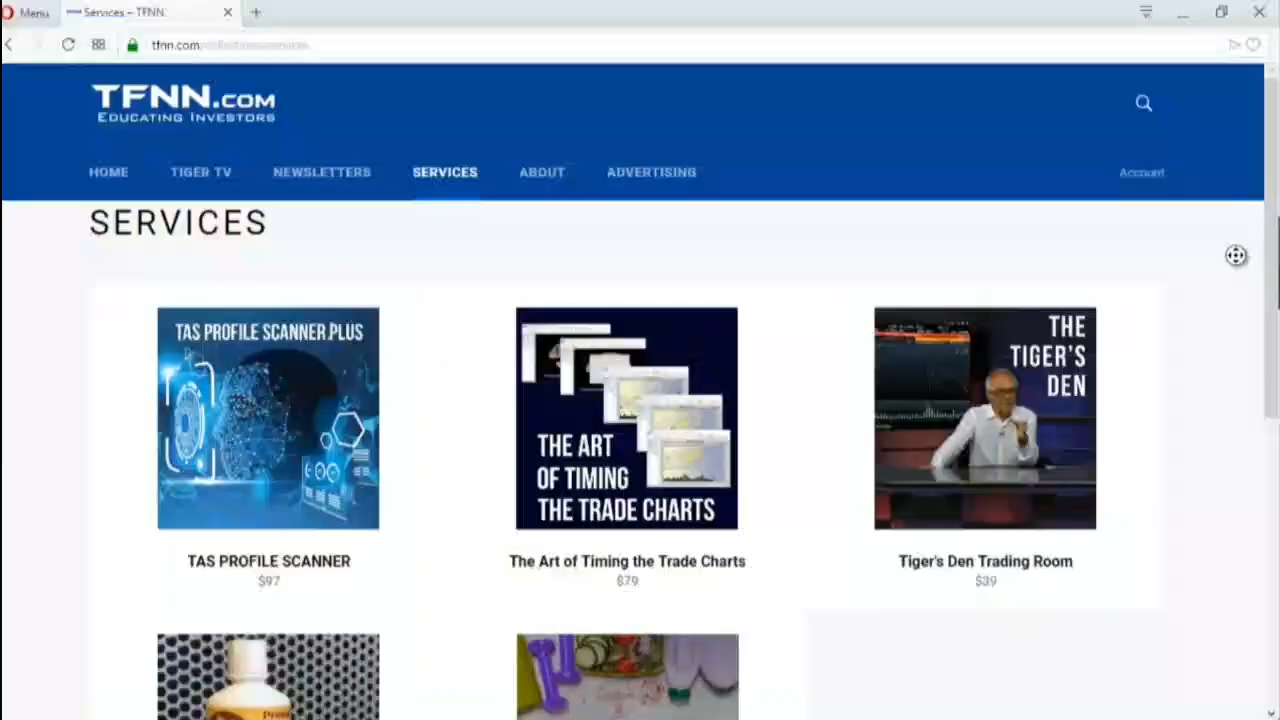 Menu
Services – TFNN
tfnn.com
TFNN.COM
EDUCATING INVESTORS
HOME TIGER TV NEWSLETTERS SERVICES ABOUT ADVERTISING Account
SERVICES
TAS PROFILE SCANNER PLUS
THE ART
OF TIMING
THE TRADE CHARTS
THE
TIGER'S
DEN
TAS PROFILE SCANNER
$97
The Art of Timing the Trade Charts
$79
Tiger's Den Trading Room
$39